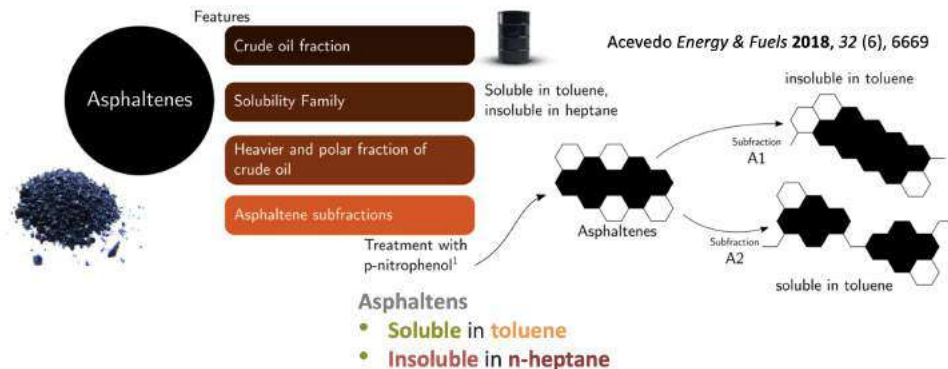 Features
Asphaltenes
Crude oil fraction
Solubility Family
Heavier and polar fraction of
crude oil
Asphaltene subfractions
Soluble in toluene,
insoluble in heptane
Treatment with
p-nitrophenol¹
Asphaltenes
Acevedo Energy & Fuels 2018, 32 (6), 6669
insoluble in toluene
Subfraction
A1
Subfraction
A2
soluble in toluene
Asphaltens
• Soluble in toluene
• Insoluble in n-heptane